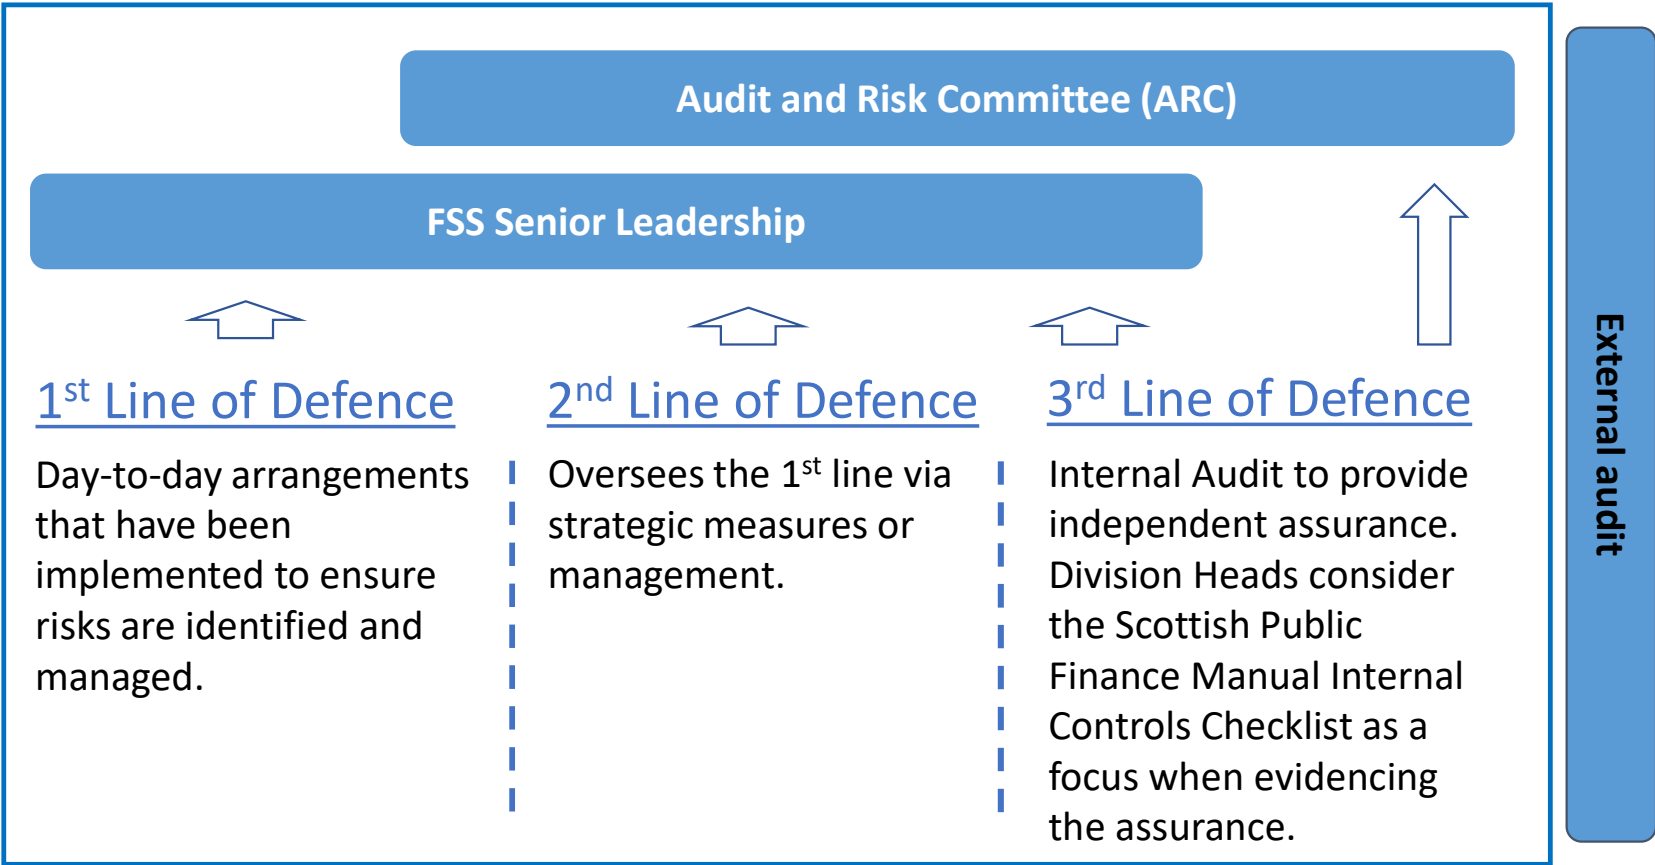 Audit and Risk Committee (ARC)
FSS Senior Leadership
1st Line of Defence
Day-to-day arrangements
that have been
implemented to ensure
risks are identified and
managed.
2nd Line of Defence
Oversees the 1st line via
strategic measures or
management.
3rd Line of Defence
Internal Audit to provide
independent assurance.
Division Heads consider
the Scottish Public
Finance Manual Internal
Controls Checklist as a
focus when evidencing
the assurance.
External audit